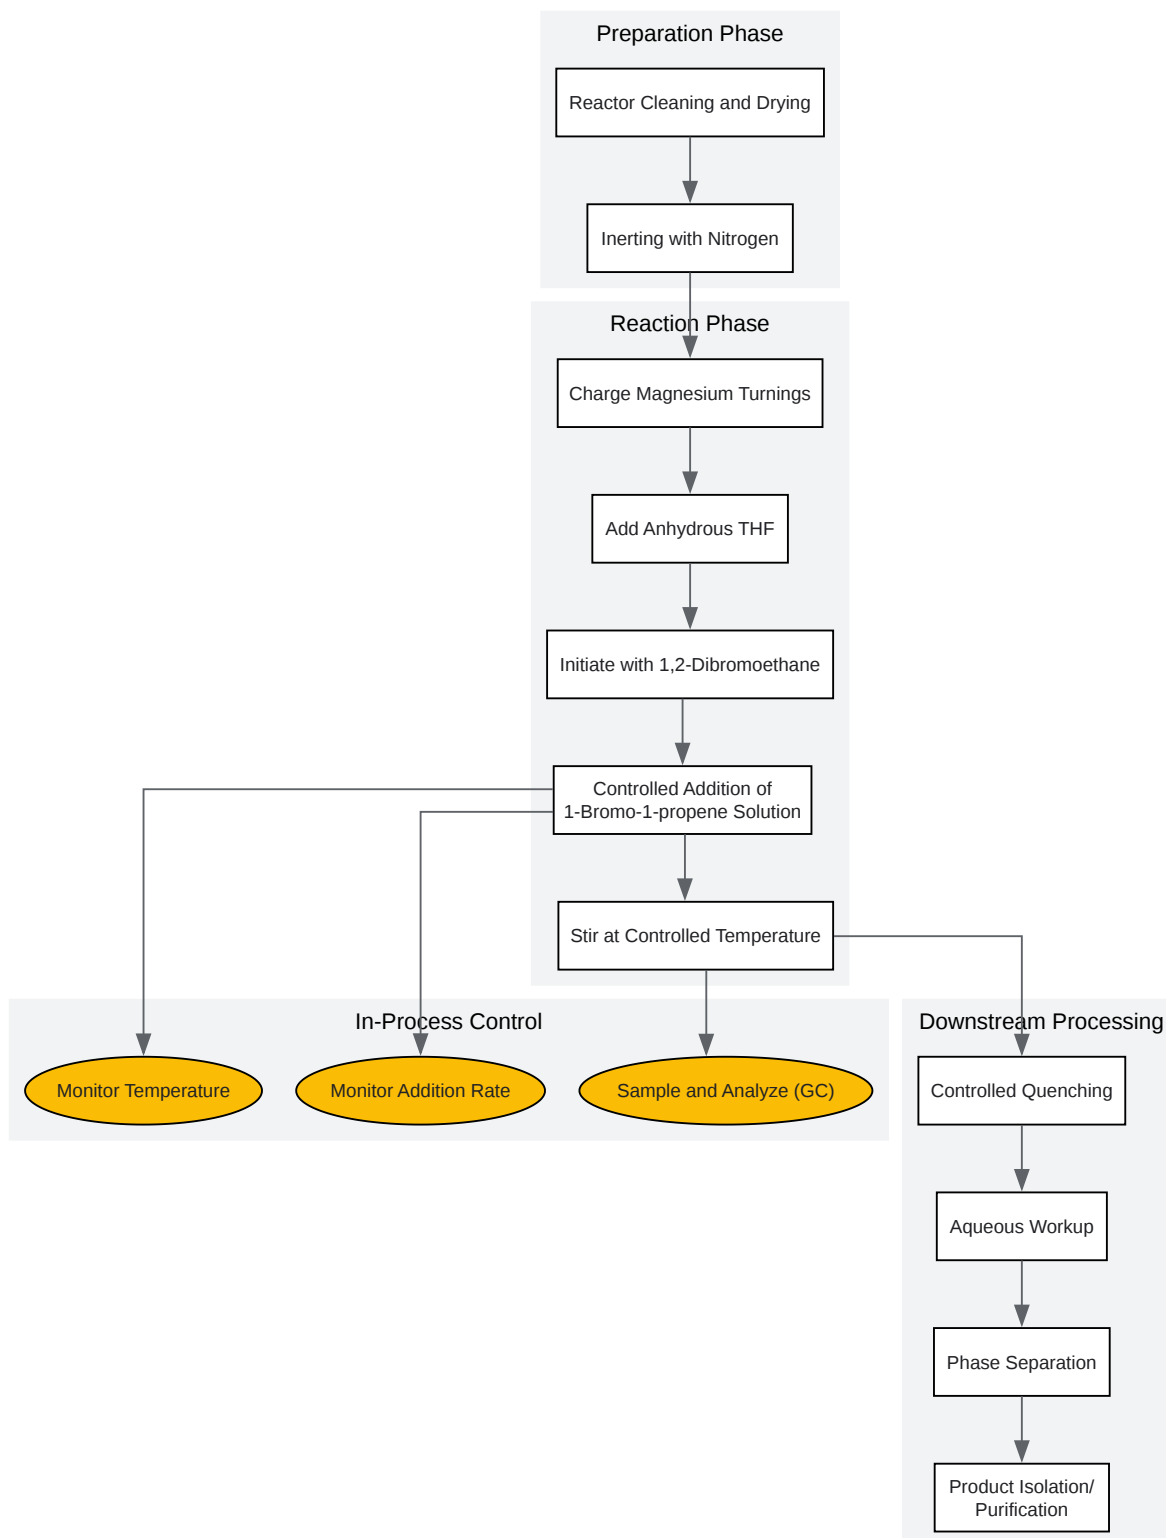 Preparation Phase
Reactor Cleaning and Drying
Inerting with Nitrogen
Reaction Phase
Charge Magnesium Turnings
Add Anhydrous THF
Initiate with 1,2-Dibromoethane
Controlled Addition of
1-Bromo-1-propene Solution
Stir at Controlled Temperature
In-Process Control
Monitor Temperature
Monitor Addition Rate
Sample and Analyze (GC)
Downstream Processing
Controlled Quenching
Aqueous Workup
Phase Separation
Product Isolation/
Purification